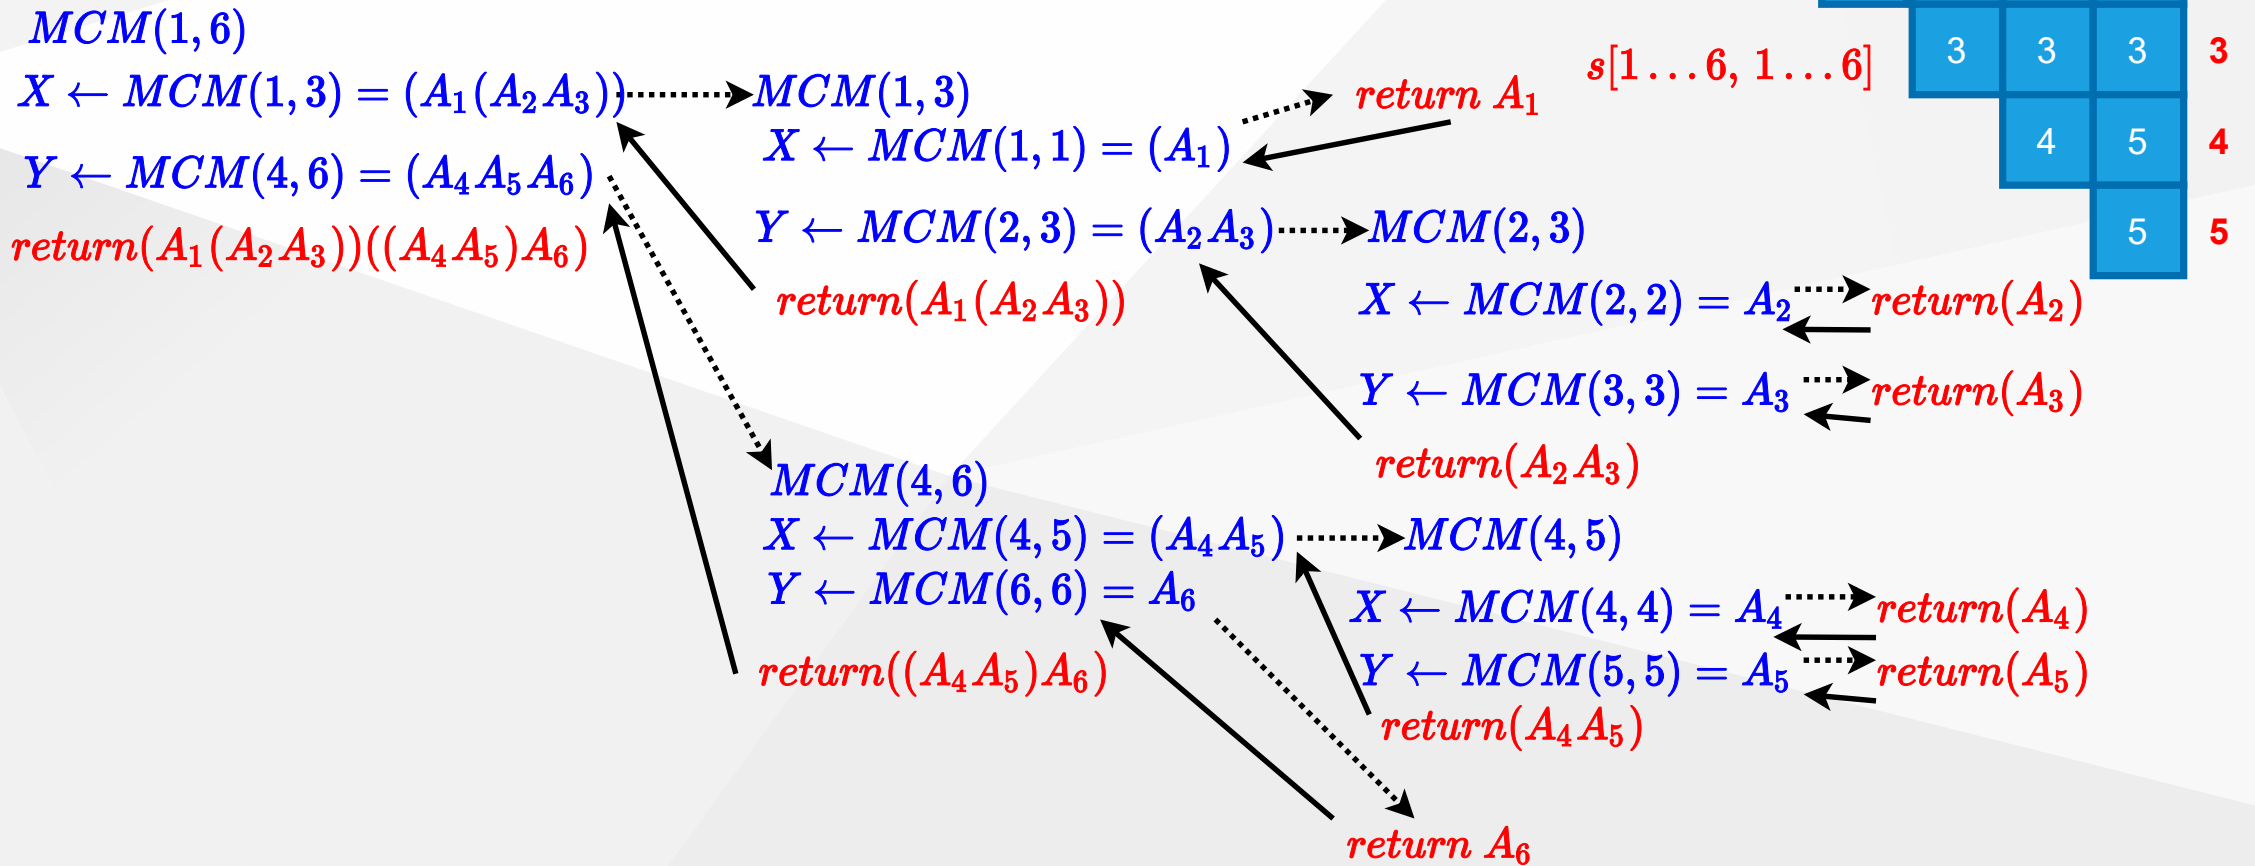 MCM(1, 6)
X ← MCM(1, 3) = (A₁(A₂A₃))
Y ← MCM(4, 6) = (A₄A₅A₆)
return(A₁(A₂A₃))((A₄A₅)A₆)
MCM(1, 3)
X ← MCM(1, 1) = (A₁)
return A₁
Y ← MCM(2, 3) = (A₂A₃)
return(A₁(A₂A₃))
MCM(2, 3)
X ← MCM(2, 2) = A₂
return(A₂)
Y ← MCM(3, 3) = A₃
return(A₃)
return(A₂A₃)
MCM(4, 6)
X ← MCM(4, 5) = (A₄A₅)
Y ← MCM(6, 6) = A₆
return((A₄A₅)A₆)
MCM(4, 5)
X ← MCM(4, 4) = A₄
return(A₄)
Y ← MCM(5, 5) = A₅
return(A₅)
return(A₄A₅)
return A₆
s[1…6, 1…6]
3 3 3 3
4 5 4
5 5